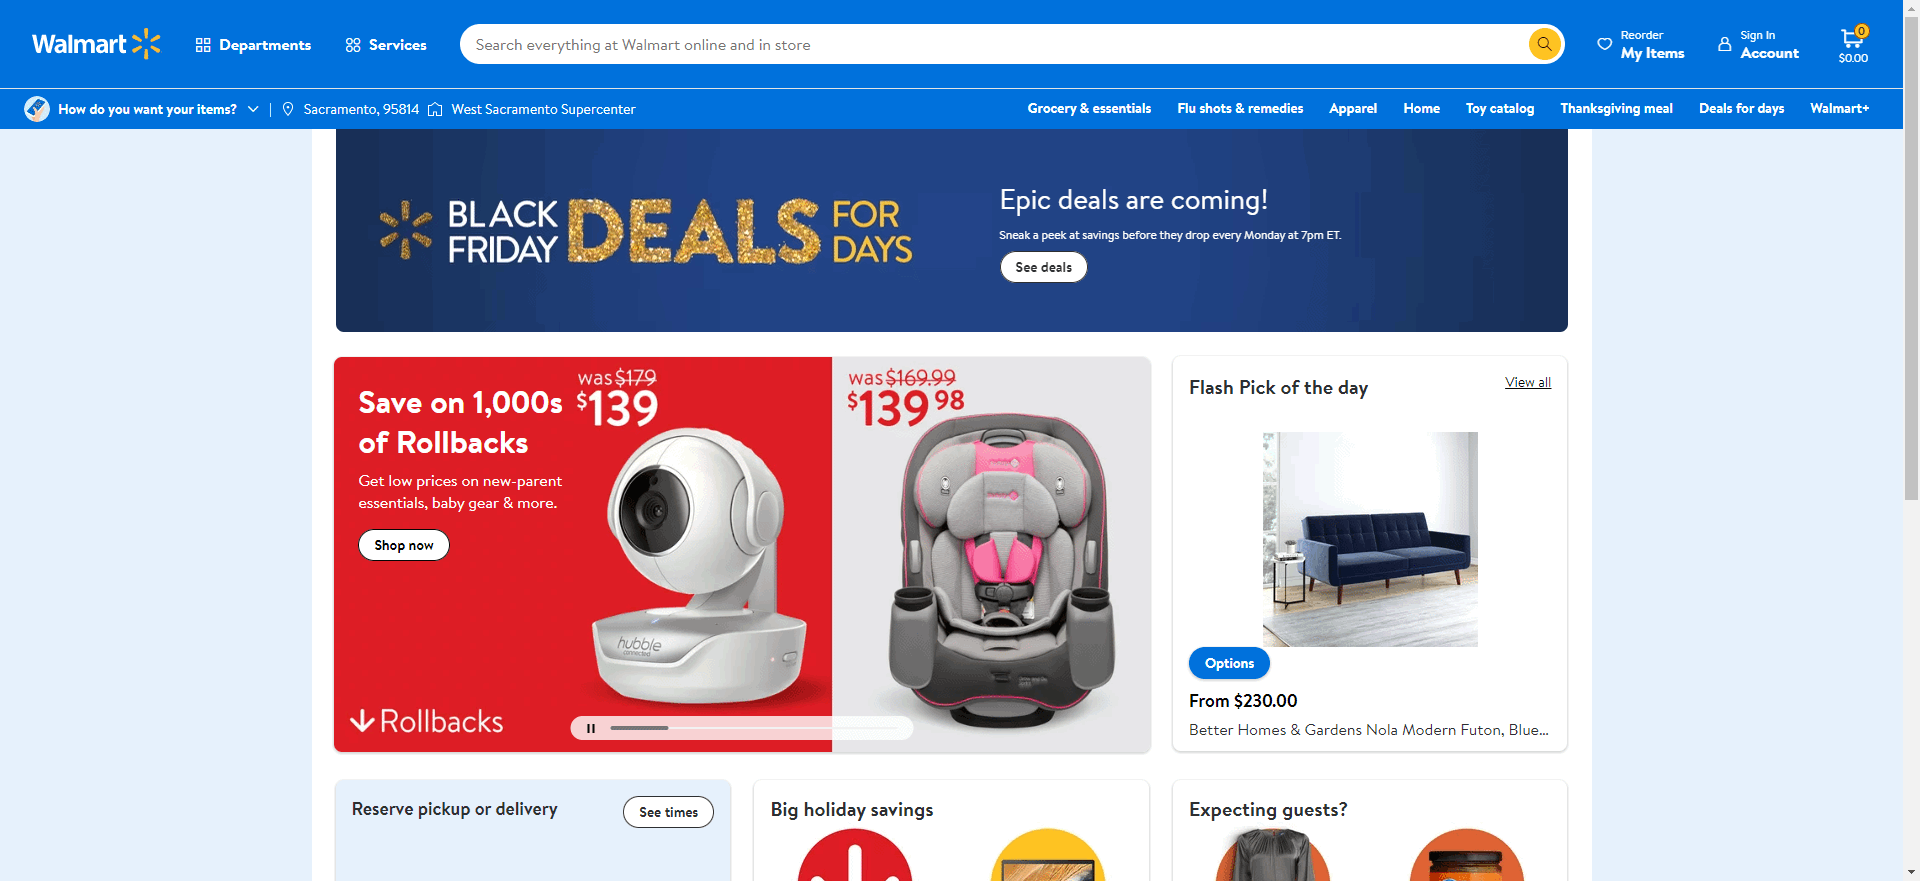 Walmart
Departments
Services
Search everything at Walmart online and in store
Reorder
My Items
Sign In
Account
0
$0.00
How do you want your items?
Sacramento, 95814
West Sacramento Supercenter
Grocery & essentials
Flu shots & remedies
Apparel
Home
Toy catalog
Thanksgiving meal
Deals for days
Walmart+
BLACK FRIDAY DEALS FOR DAYS
Epic deals are coming!
Sneak a peek at savings before they drop every Monday at 7pm ET.
See deals
Save on 1,000s
of Rollbacks
Get low prices on new-parent
essentials, baby gear & more.
Shop now
was $179
$139
hubble
connected
was $169.99
$139 98
Rollbacks
Flash Pick of the day
View all
Options
From $230.00
Better Homes & Gardens Nola Modern Futon, Blue...
Reserve pickup or delivery
See times
Big holiday savings
Expecting guests?